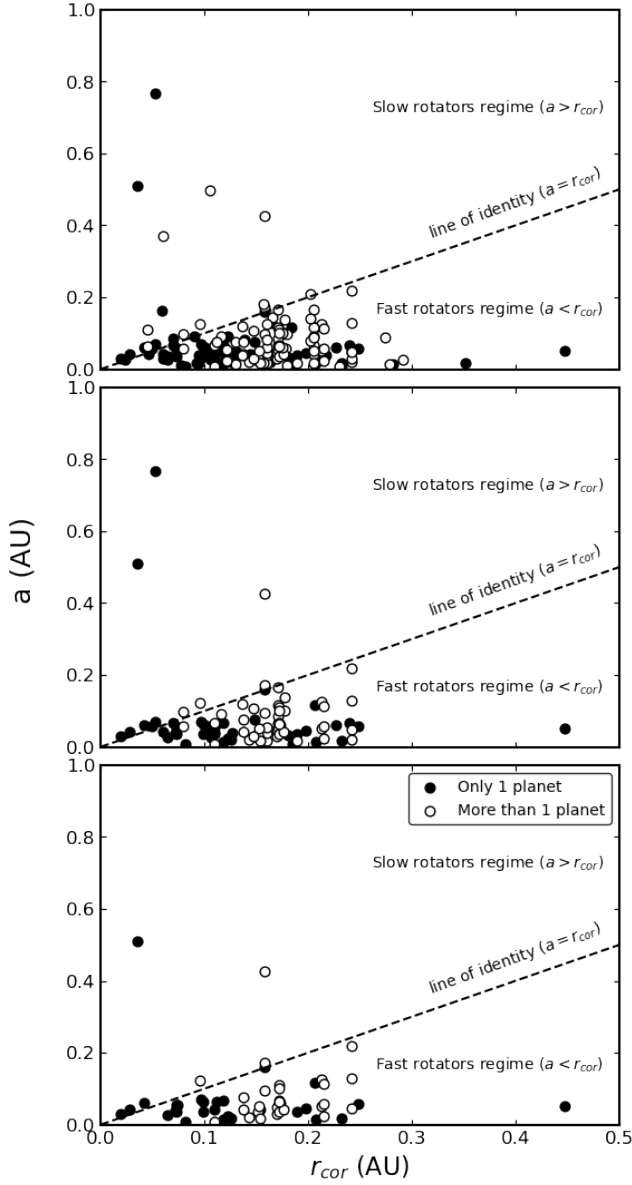 1.0
0.8
Slow rotators regime (a > r_cor)
0.6
line of identity (a = r_cor)
0.4
0.2
Fast rotators regime (a < r_cor)
0.0
1.0
0.8
Slow rotators regime (a > r_cor)
a (AU)
0.6
line of identity (a = r_cor)
0.4
0.2
Fast rotators regime (a < r_cor)
0.0
1.0
Only 1 planet
More than 1 planet
0.8
Slow rotators regime (a > r_cor)
0.6
line of identity (a = r_cor)
0.4
0.2
Fast rotators regime (a < r_cor)
0.0
0.0 0.1 0.2 0.3 0.4 0.5
r_cor (AU)